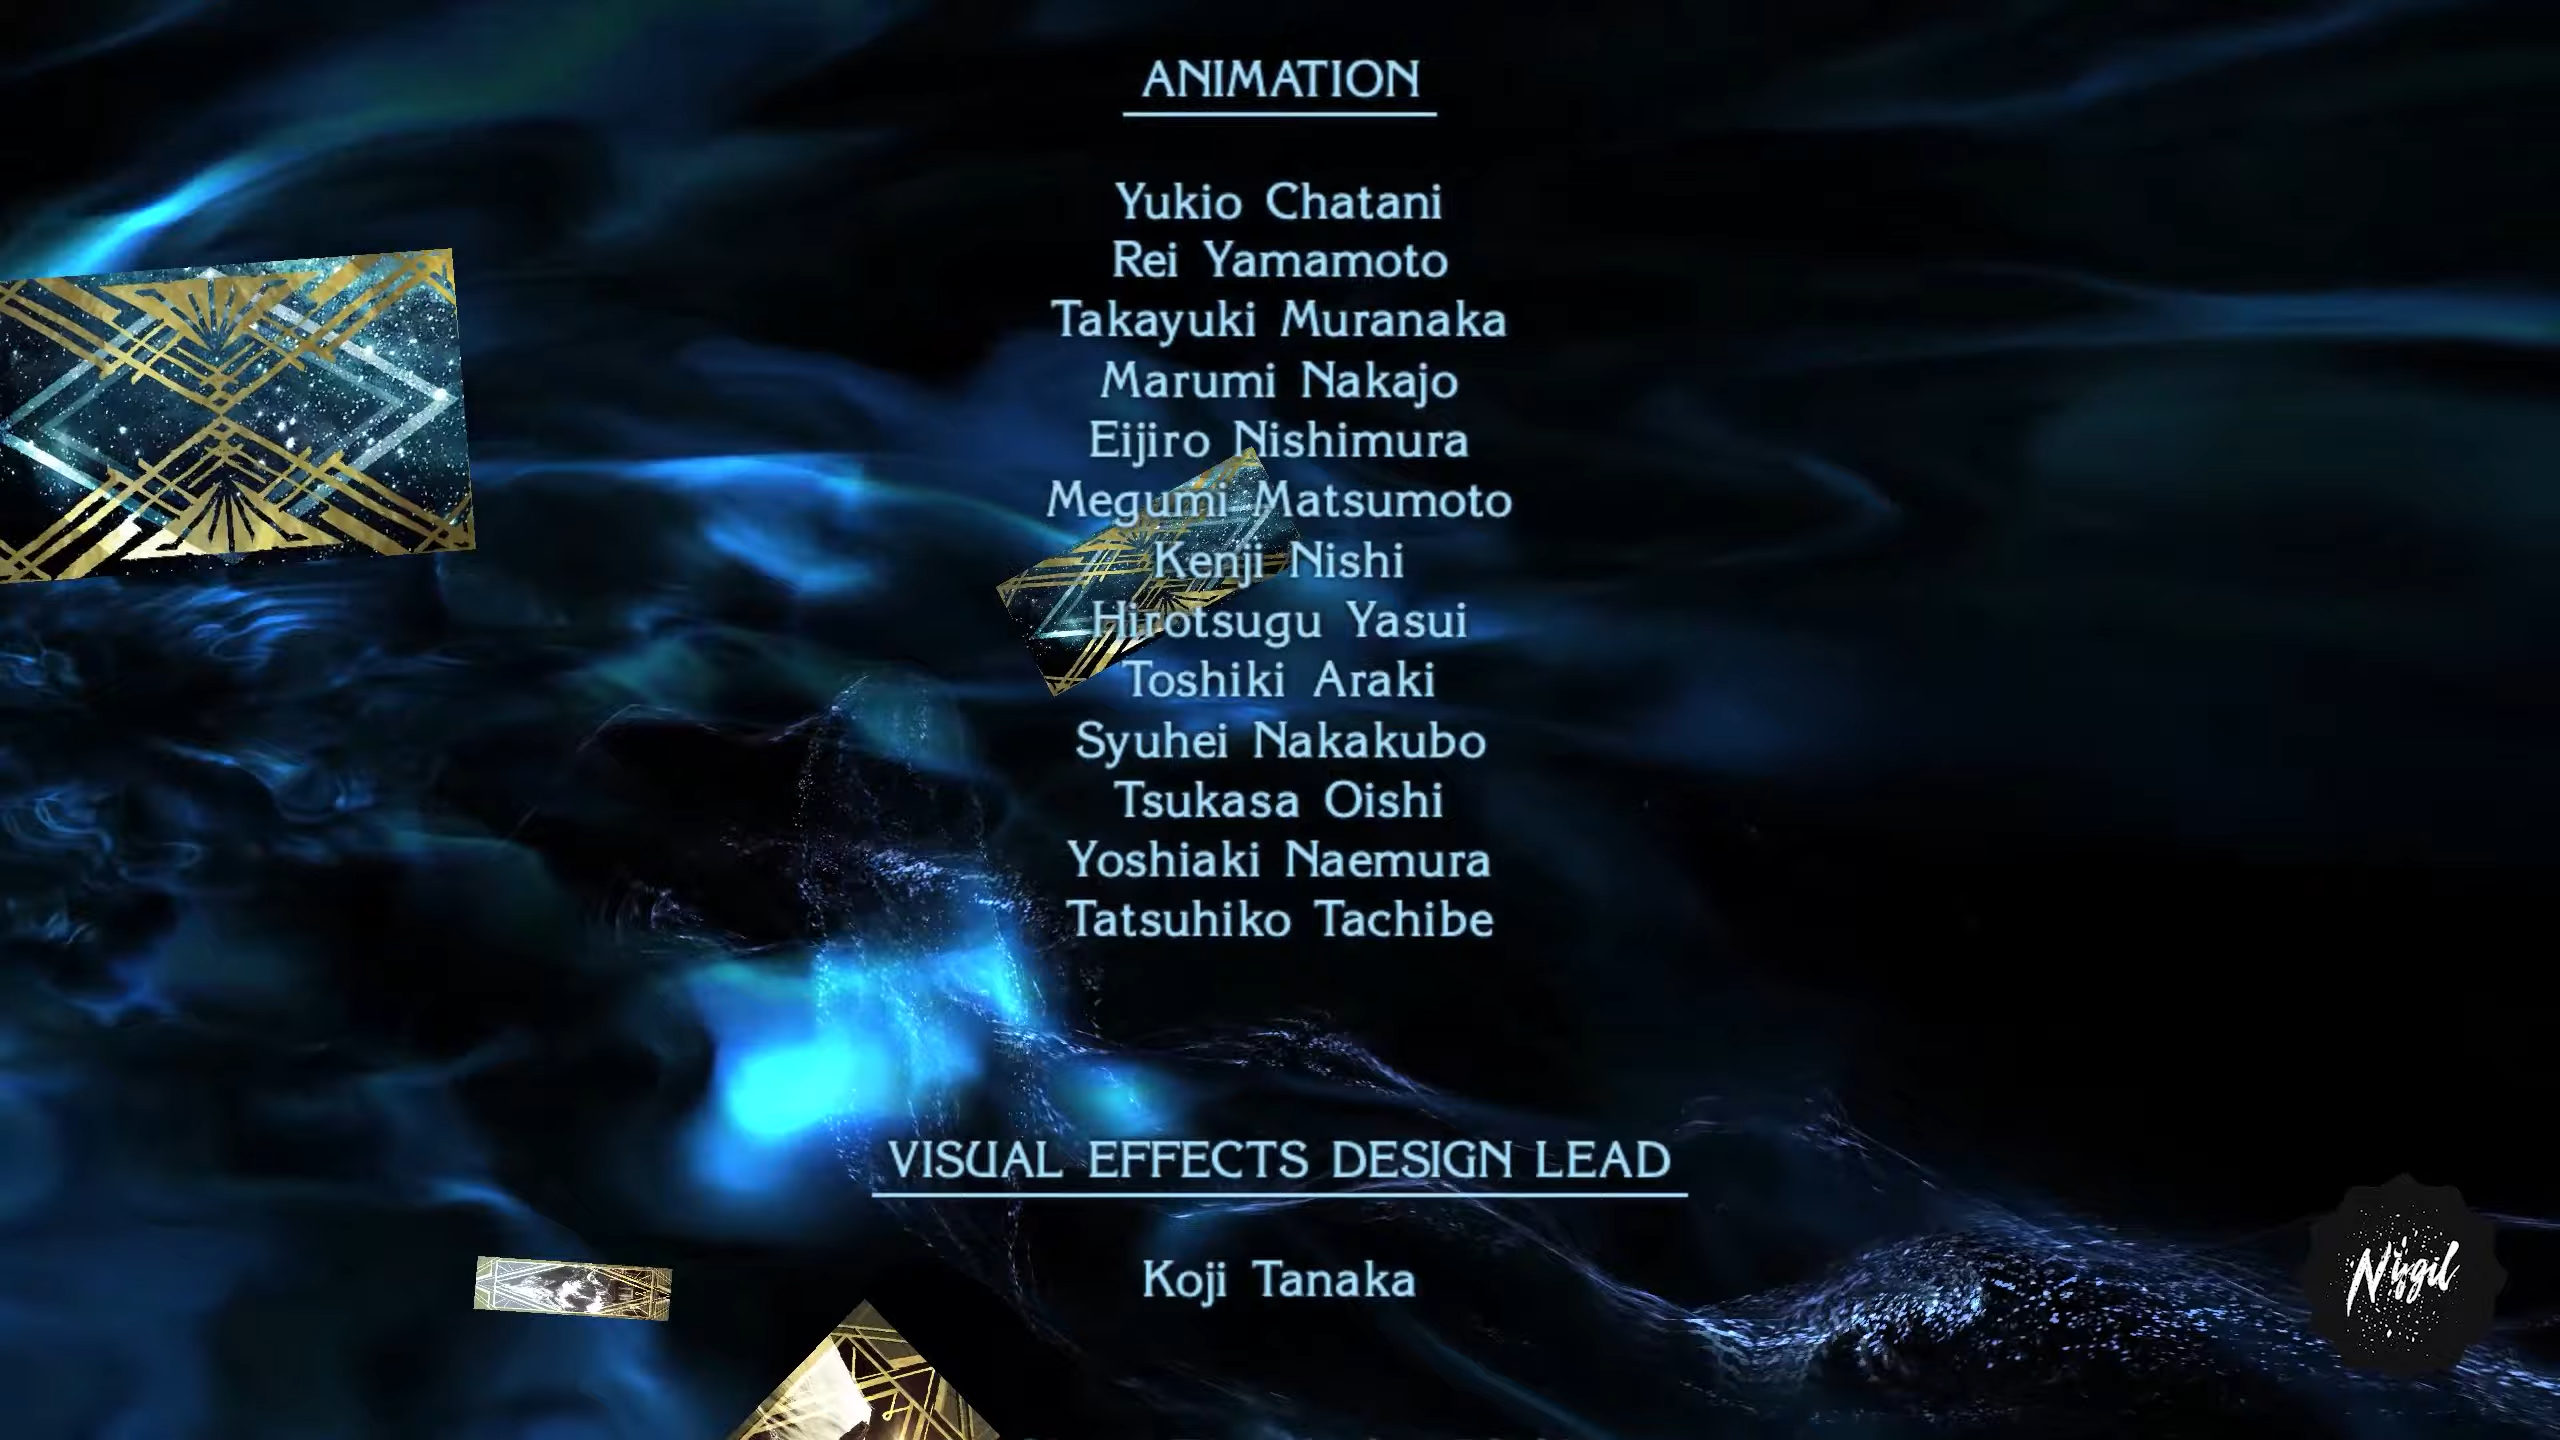 ANIMATION
Yukio Chatani
Rei Yamamoto
Takayuki Muranaka
Marumi Nakajo
Eijiro Nishimura
Megumi Matsumoto
Kenji Nishi
Hirotsugu Yasui
Toshiki Araki
Syuhei Nakakubo
Tsukasa Oishi
Yoshiaki Naemura
Tatsuhiko Tachibe
VISUAL EFFECTS DESIGN LEAD
Koji Tanaka